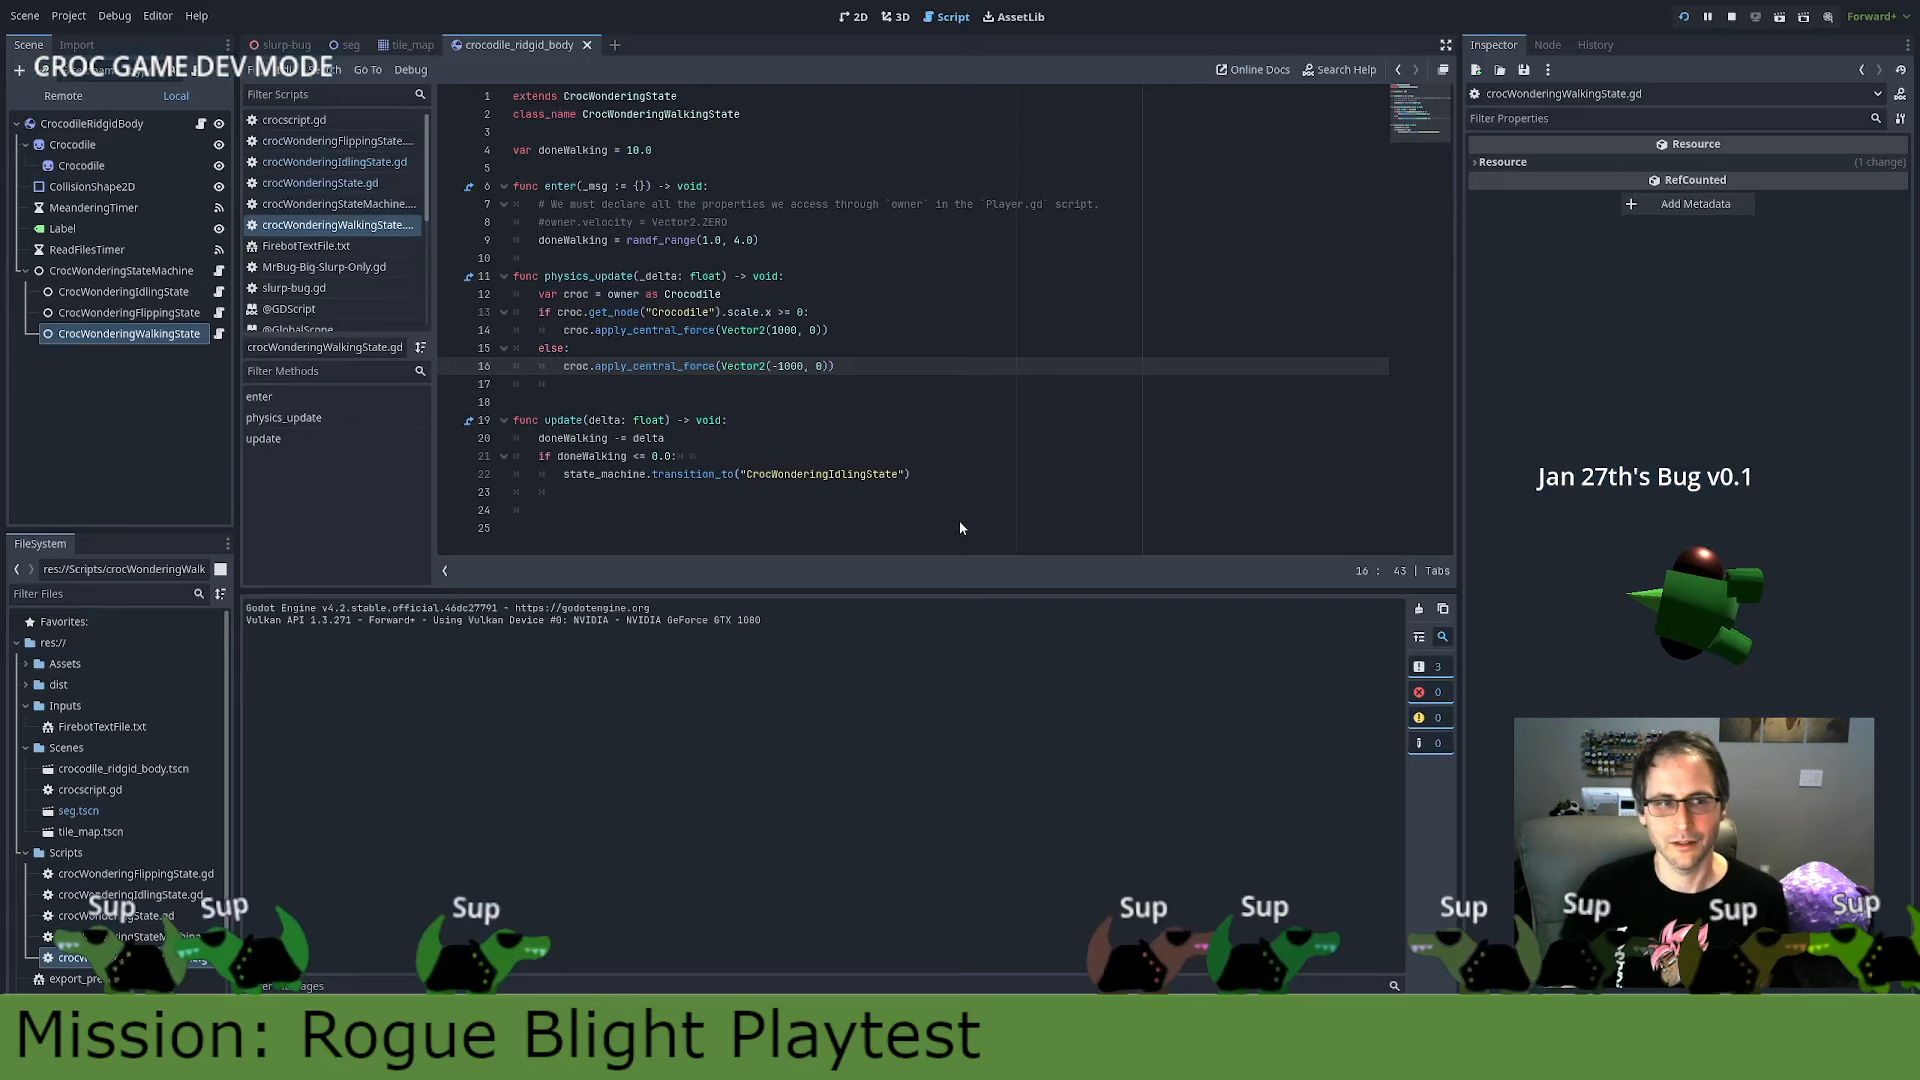 Scene Project Debug Editor Help
2D 3D Script AssetLib
Forward+
Scene Import
slurp-bug seg tile_map crocodile_ridgid_body
Inspector Node History
CROC GAME DEV MODE
Go To Debug
Online Docs Search Help
Remote Local
Filter Scripts
crocWonderingWalkingState.gd
Filter Properties
CrocodileRidgidBody
Crocodile
Crocodile
CollisionShape2D
MeanderingTimer
Label
ReadFilesTimer
CrocWonderingStateMachine
CrocWonderingIdlingState
CrocWonderingFlippingState
CrocWonderingWalkingState
crocscript.gd
crocWonderingFlippingState....
crocWonderingIdlingState.gd
crocWonderingState.gd
crocWonderingStateMachine....
crocWonderingWalkingState....
FirebotTextFile.txt
MrBug-Big-Slurp-Only.gd
slurp-bug.gd
@GDScript
@GlobalScope
crocWonderingWalkingState.gd
Filter Methods
enter
physics_update
update
1 extends CrocWonderingState
2 class_name CrocWonderingWalkingState
3
4 var doneWalking = 10.0
5
6 func enter(_msg := {}) -> void:
7 # We must declare all the properties we access through `owner` in the `Player.gd` script.
8 #owner.velocity = Vector2.ZERO
9 doneWalking = randf_range(1.0, 4.0)
10
11 func physics_update(_delta: float) -> void:
12 var croc = owner as Crocodile
13 if croc.get_node("Crocodile").scale.x >= 0:
14 croc.apply_central_force(Vector2(1000, 0))
15 else:
16 croc.apply_central_force(Vector2(-1000, 0))
17
18
19 func update(delta: float) -> void:
20 doneWalking -= delta
21 if doneWalking <= 0.0:
22 state_machine.transition_to("CrocWonderingIdlingState")
23
24
25
16 : 43 | Tabs
Resource
Resource (1 change)
RefCounted
Add Metadata
Jan 27th's Bug v0.1
FileSystem
res://Scripts/crocWonderingWalk
Filter Files
Favorites:
res://
Assets
dist
Inputs
FirebotTextFile.txt
Scenes
crocodile_ridgid_body.tscn
crocscript.gd
seg.tscn
tile_map.tscn
Scripts
crocWonderingFlippingState.gd
crocWonderingIdlingState.gd
Godot Engine v4.2.stable.official.46dc27791 - https://godotengine.org
Vulkan API 1.3.271 - Forward+ - Using Vulkan Device #0: NVIDIA - NVIDIA GeForce GTX 1080
3
0
0
0
Sup Sup Sup Sup Sup Sup Sup Sup Sup
Mission: Rogue Blight Playtest